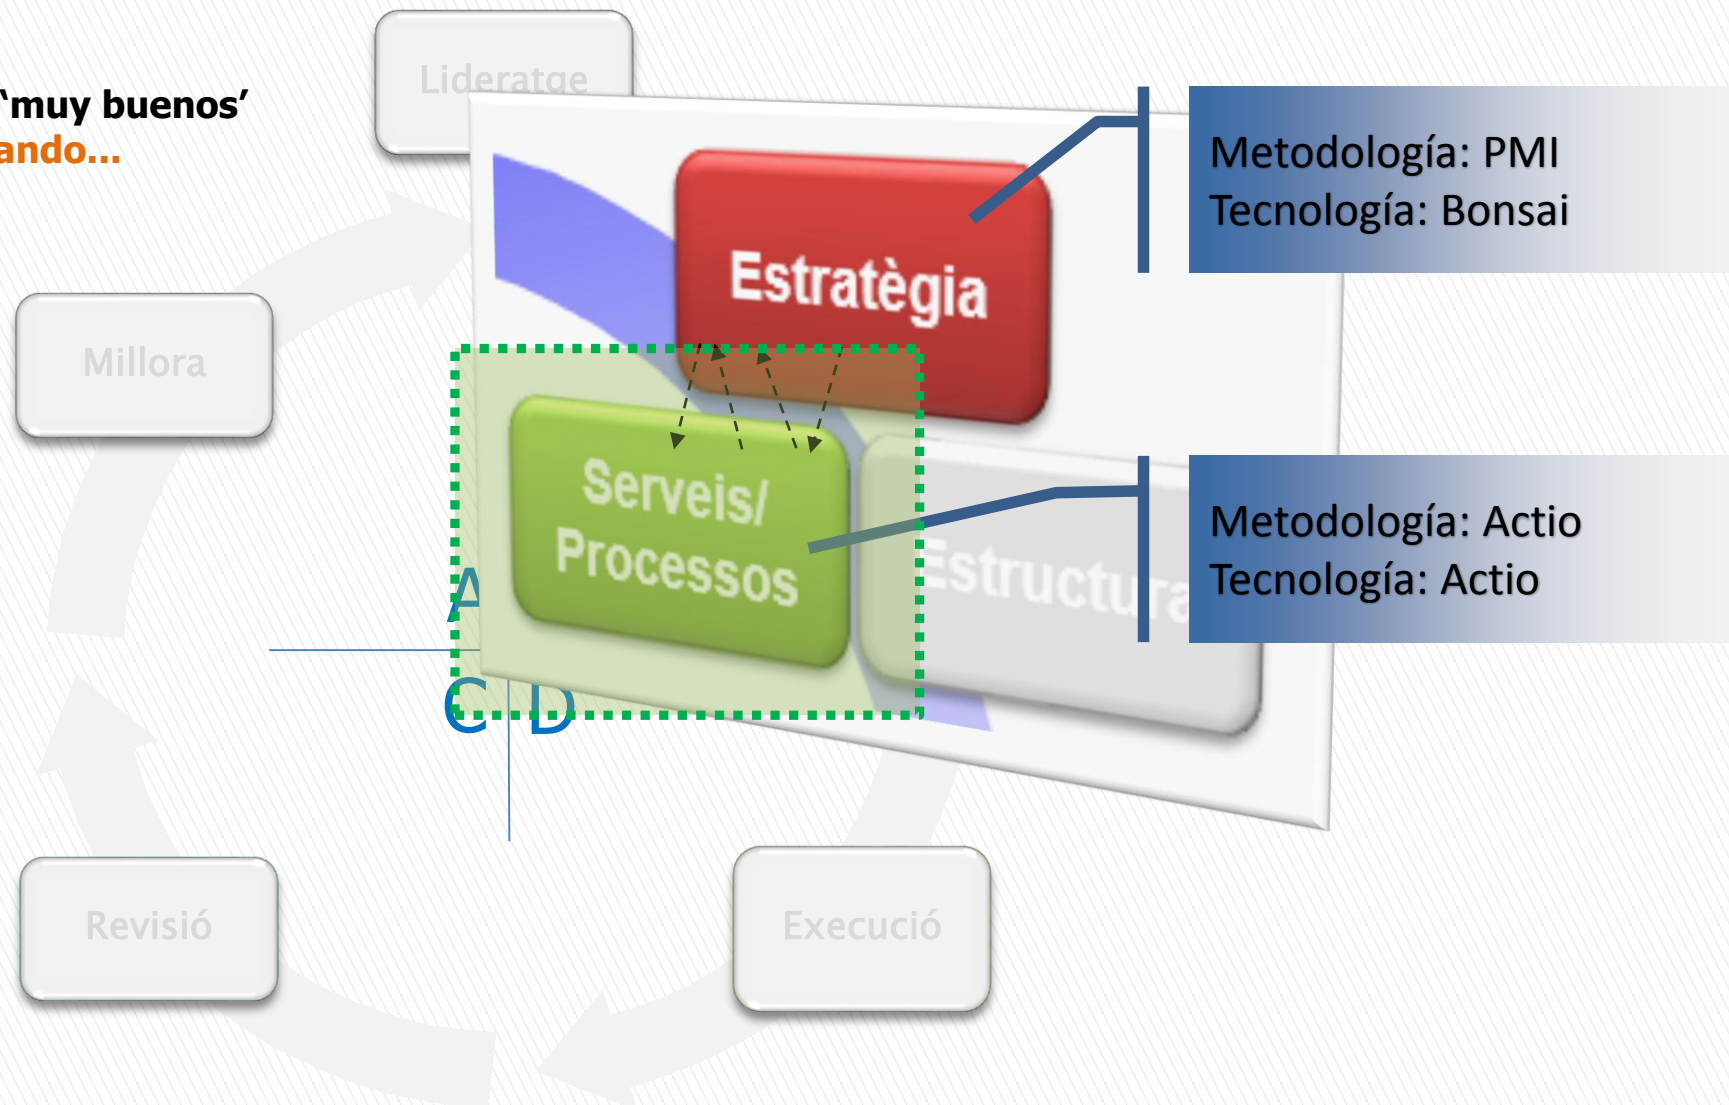 Lideratge
‘muy buenos’
ando...
Metodología: PMI
Tecnología: Bonsai
Estratègia
Millora
Serveis/
Processos
Metodología: Actio
Tecnología: Actio
Estructura
A
C D
Revisió
Execució